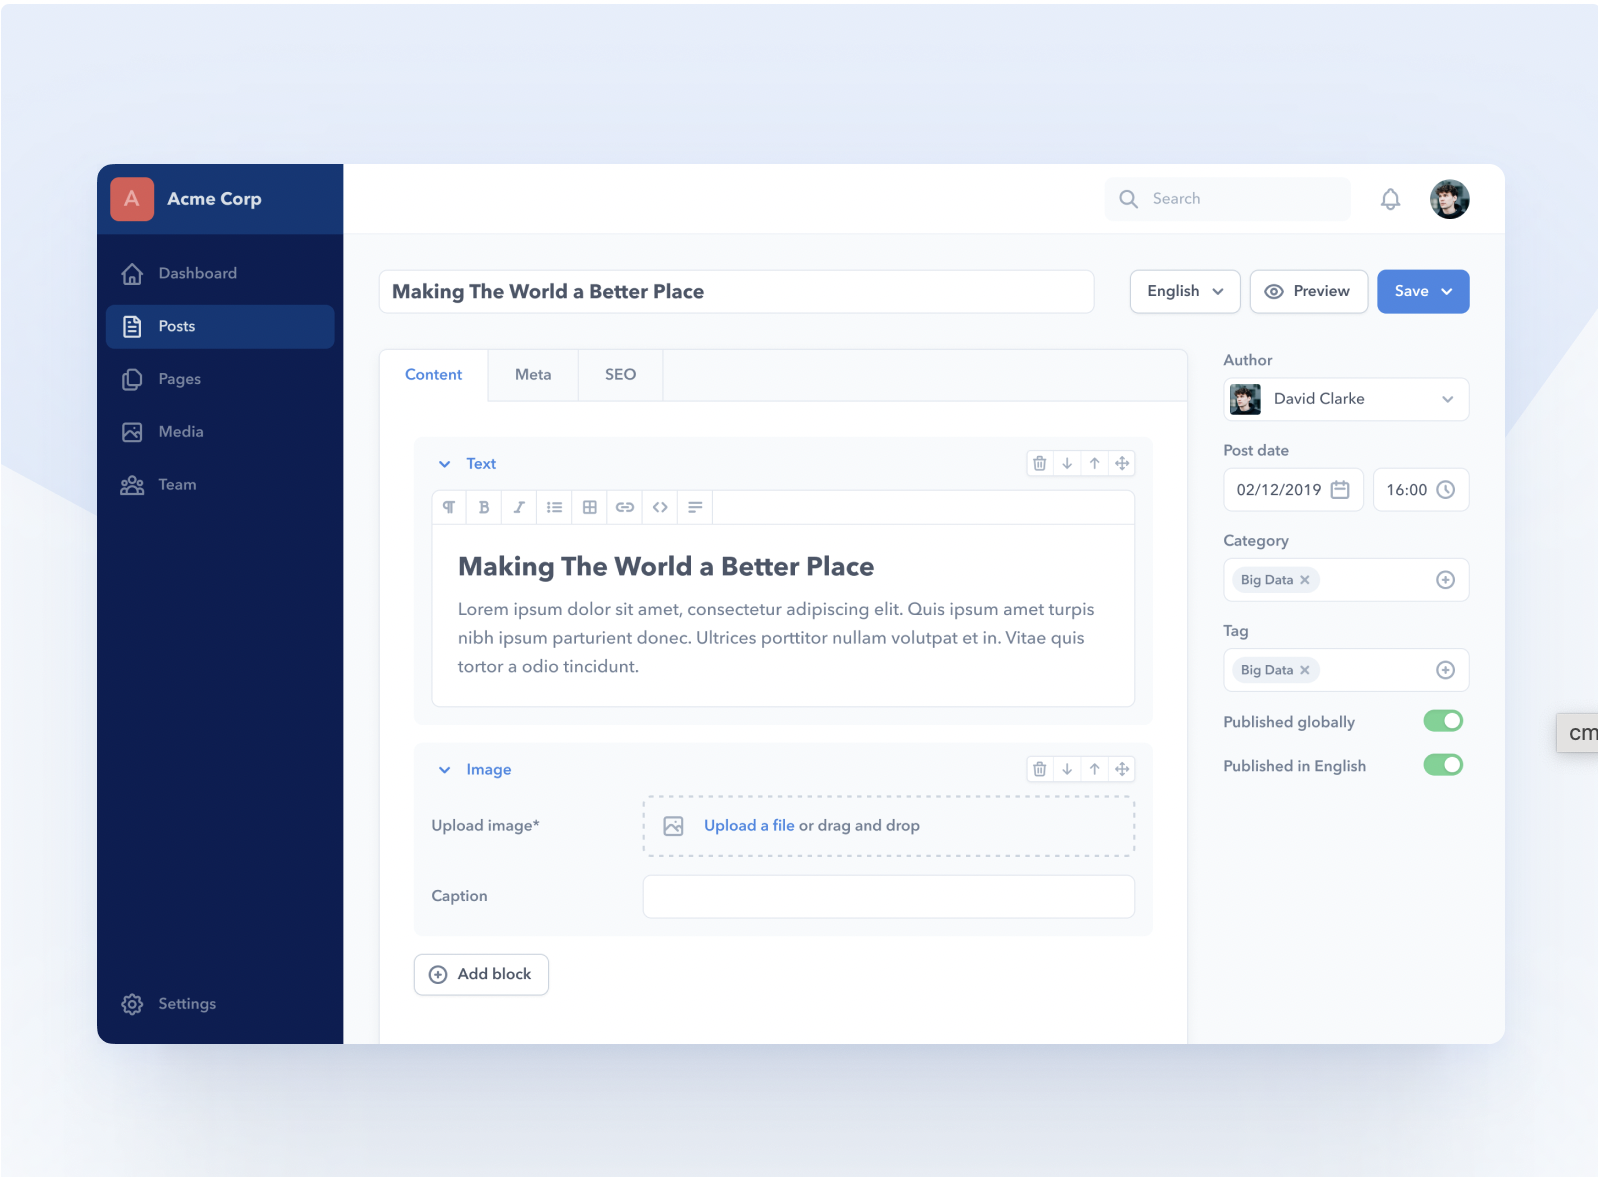 A
Acme Corp
Search
Dashboard
Posts
Pages
Media
Team
Settings
Making The World a Better Place
English
Preview
Save
Content
Meta
SEO
Text
Making The World a Better Place
Lorem ipsum dolor sit amet, consectetur adipiscing elit. Quis ipsum amet turpis
nibh ipsum parturient donec. Ultrices porttitor nullam volutpat et in. Vitae quis
tortor a odio tincidunt.
Image
Upload image*
Upload a file or drag and drop
Caption
Add block
Author
David Clarke
Post date
02/12/2019
16:00
Category
Big Data
Tag
Big Data
Published globally
Published in English